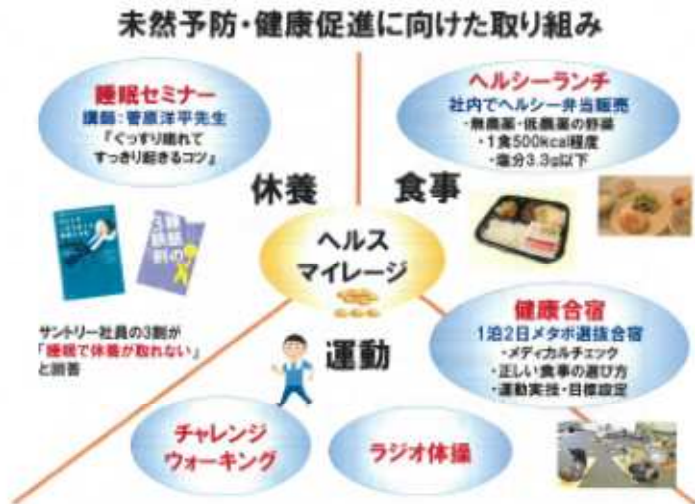 未然予防・健康促進に向けた取り組み
睡眠セミナー
講師：菅原洋平先生
『ぐっすり眠れて
すっきり起きるコツ』
ヘルシーランチ
社内でヘルシー弁当販売
・無農薬・低農薬の野菜
・1食500kcal程度
・塩分3.3g以下
休養
食事
ヘルス
マイレージ
サントリー社員の3割が
「睡眠で休養が取れない」
と回答
運動
健康合宿
1泊2日メタボ選抜合宿
・メディカルチェック
・正しい食事の選び方
・運動実技・目標設定
チャレンジ
ウォーキング
ラジオ体操